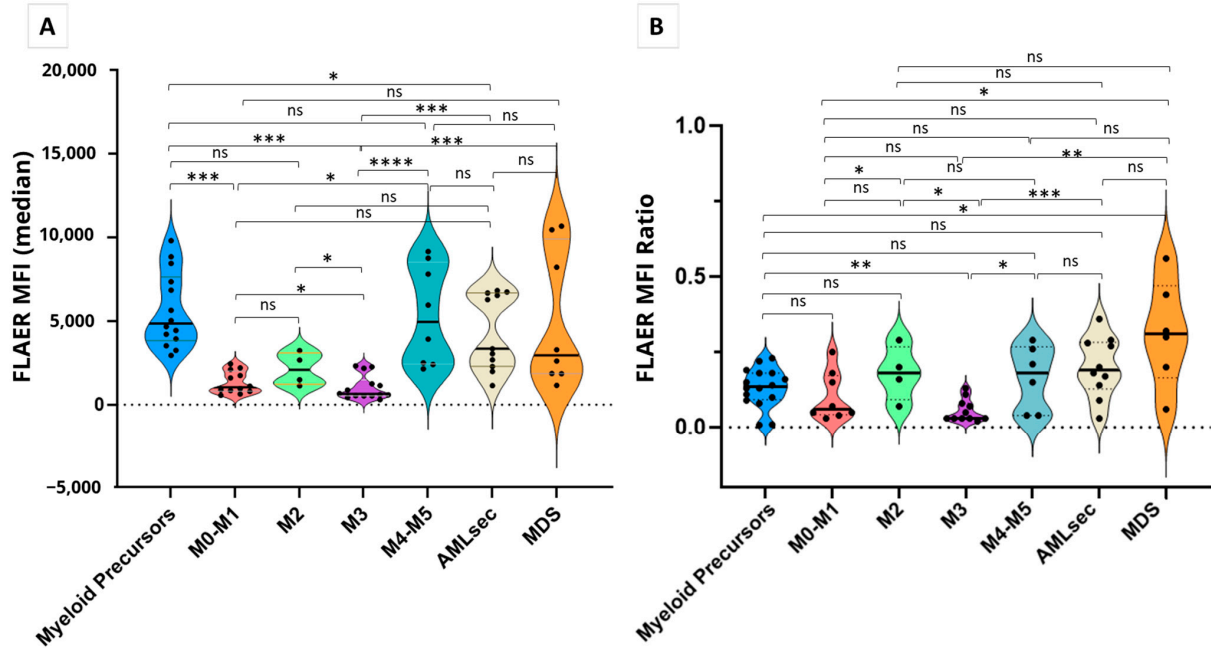 A
B
FLAER MFI (median)
20,000
15,000
10,000
5,000
0
−5,000
*
ns
***
ns
ns
***
***
ns
****
ns
***
*
ns
ns
ns
*
*
ns
Myeloid Precursors
M0-M1
M2
M3
M4-M5
AMLsec
MDS
FLAER MFI Ratio
1.0
0.5
0.0
ns
ns
*
ns
ns
ns
ns
**
*
ns
ns
ns
*
***
*
ns
ns
**
*
ns
ns
Myeloid Precursors
M0-M1
M2
M3
M4-M5
AMLsec
MDS